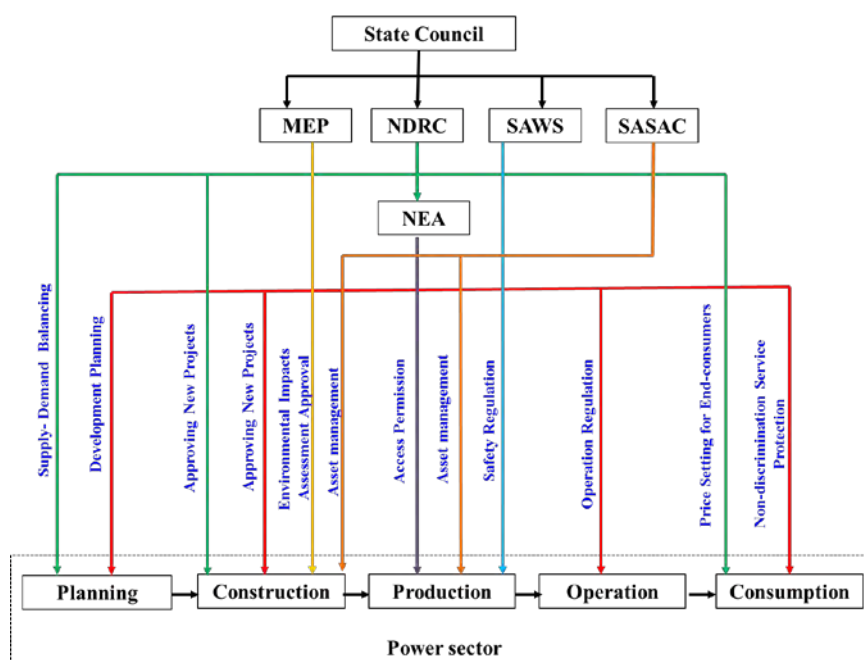 State Council
MEP
NDRC
SAWS
SASAC
NEA
Supply- Demand Balancing
Development Planning
Approving New Projects
Approving New Projects
Environmental Impacts
Assessment Approval
Asset management
Access Permission
Asset management
Safety Regulation
Operation Regulation
Price Setting for End-consumers
Non-discrimination Service
Protection
Planning
Construction
Production
Operation
Consumption
Power sector